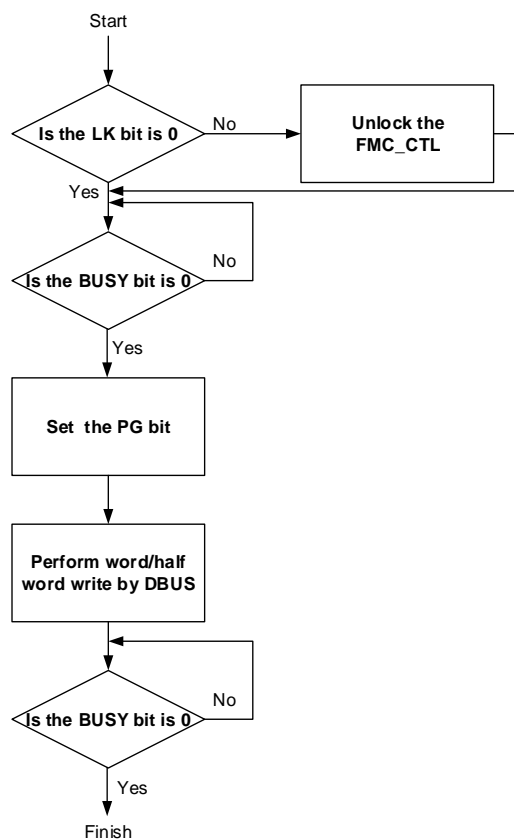 Start
Is the LK bit is 0
No
Unlock the
FMC_CTL
Yes
Is the BUSY bit is 0
No
Yes
Set the PG bit
Perform word/half
word write by DBUS
Is the BUSY bit is 0
No
Yes
Finish